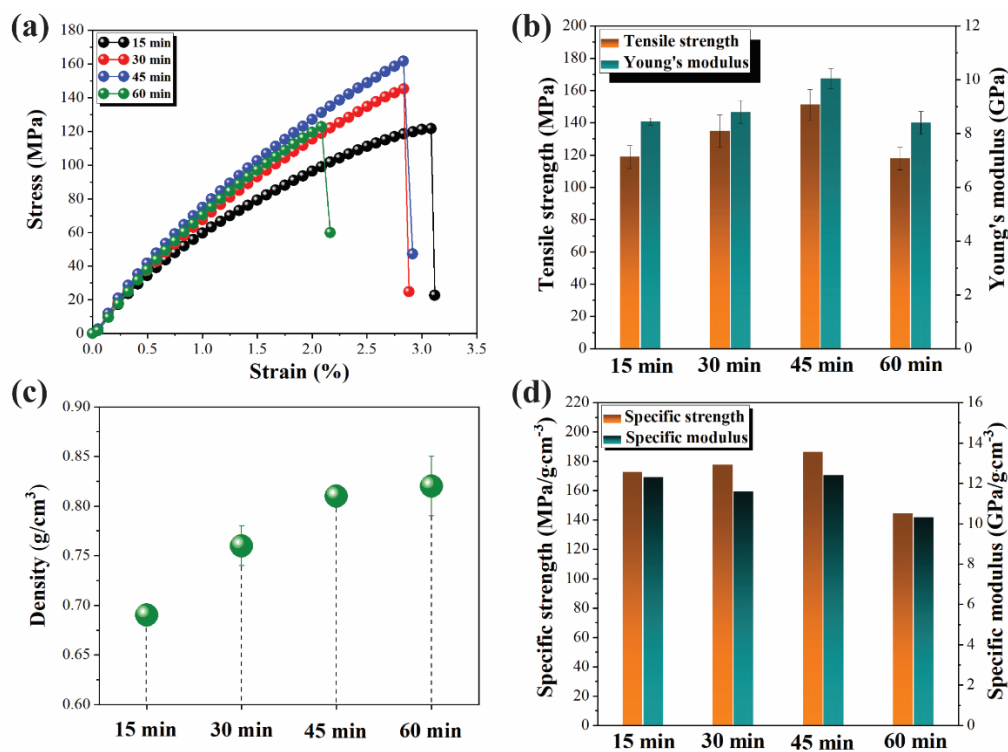 (a)
Stress (MPa)
180
160
140
120
100
80
60
40
20
0
15 min
30 min
45 min
60 min
0.0 0.5 1.0 1.5 2.0 2.5 3.0 3.5
Strain (%)
(b)
Tensile strength (MPa)
200
180
160
140
120
100
80
60
40
20
0
Tensile strength
Young's modulus
12
10
8
6
4
2
0
Young's modulus (GPa)
15 min 30 min 45 min 60 min
(c)
Density (g/cm³)
0.90
0.85
0.80
0.75
0.70
0.65
0.60
15 min 30 min 45 min 60 min
(d)
Specific strength (MPa/g·cm⁻³)
220
200
180
160
140
120
100
80
60
40
20
0
Specific strength
Specific modulus
16
14
12
10
8
6
4
2
0
Specific modulus (GPa/g·cm⁻³)
15 min 30 min 45 min 60 min